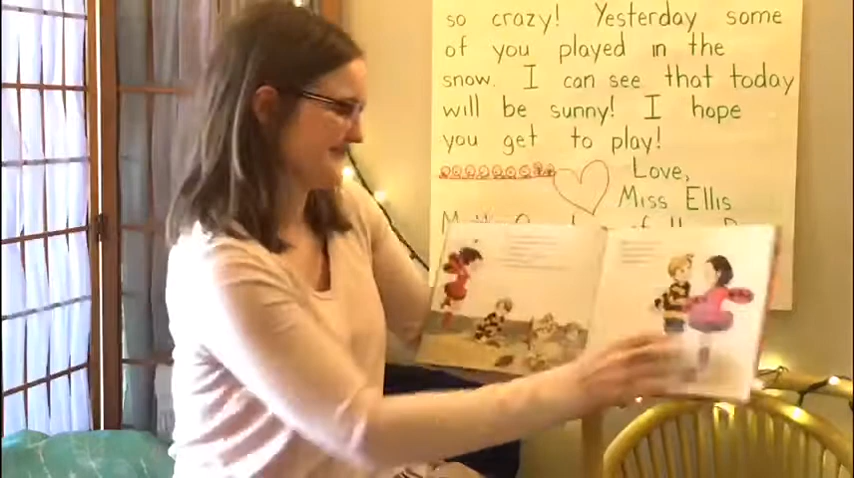 so crazy! Yesterday some
of you played in the
snow. I can see that today
will be sunny! I hope
you get to play!
Love,
Miss Ellis